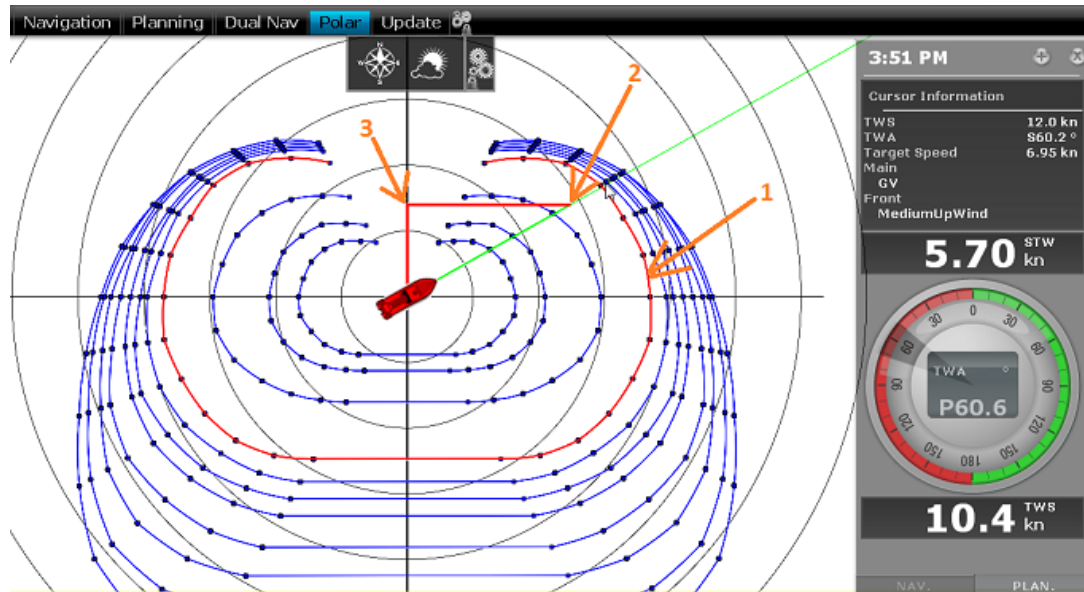 Navigation Planning Dual Nav Polar Update
3:51 PM
Cursor Information
TWS 12.0 kn
TWA S60.2 °
Target Speed 6.95 kn
Main
GV
Front
MediumUpWind
5.70 STW kn
0
30 30
60 60
90 90
120 120
150 150
180
TWA °
P60.6
10.4 TWS kn
NAV. PLAN.
N
W E
S
1
2
3